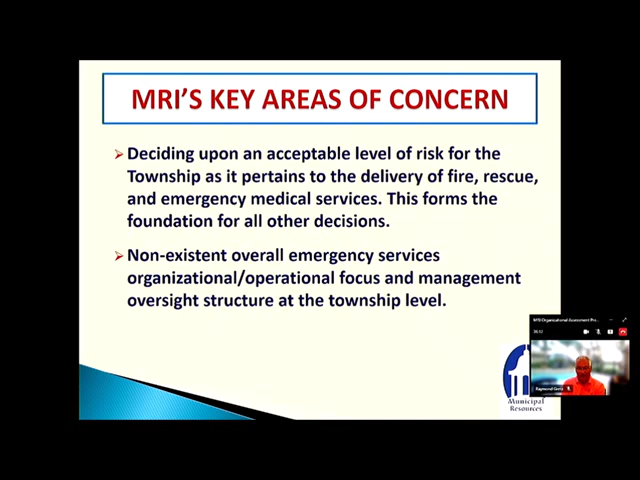 MRI'S KEY AREAS OF CONCERN
Deciding upon an acceptable level of risk for the
Township as it pertains to the delivery of fire, rescue,
and emergency medical services. This forms the
foundation for all other decisions.
Non-existent overall emergency services
organizational/operational focus and management
oversight structure at the township level.
MRI Organizational Assessment Pro...
Municipal
Resources